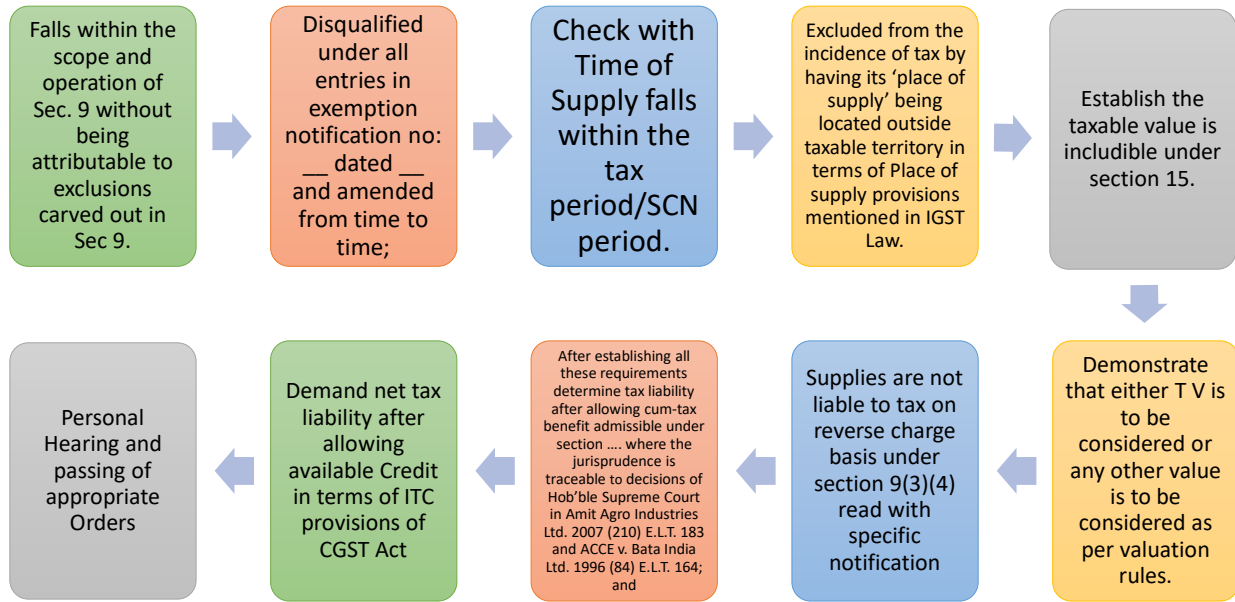 Falls within the
scope and
operation of
Sec. 9 without
being
attributable to
exclusions
carved out in
Sec 9.
Disqualified
under all
entries in
exemption
notification no:
__ dated __
and amended
from time to
time;
Check with
Time of
Supply falls
within the
tax
period/SCN
period.
Excluded from the
incidence of tax by
having its ‘place of
supply’ being
located outside
taxable territory in
terms of Place of
supply provisions
mentioned in IGST
Law.
Establish the
taxable value is
includible under
section 15.
Demonstrate
that either T V is
to be
considered or
any other value
is to be
considered as
per valuation
rules.
Supplies are not
liable to tax on
reverse charge
basis under
section 9(3)(4)
read with
specific
notification
After establishing all
these requirements
determine tax liability
after allowing cum-tax
benefit admissible under
section .... where the
jurisprudence is
traceable to decisions of
Hob’ble Supreme Court
in Amit Agro Industries
Ltd. 2007 (210) E.L.T. 183
and ACCE v. Bata India
Ltd. 1996 (84) E.L.T. 164;
and
Demand net tax
liability after
allowing
available Credit
in terms of ITC
provisions of
CGST Act
Personal
Hearing and
passing of
appropriate
Orders